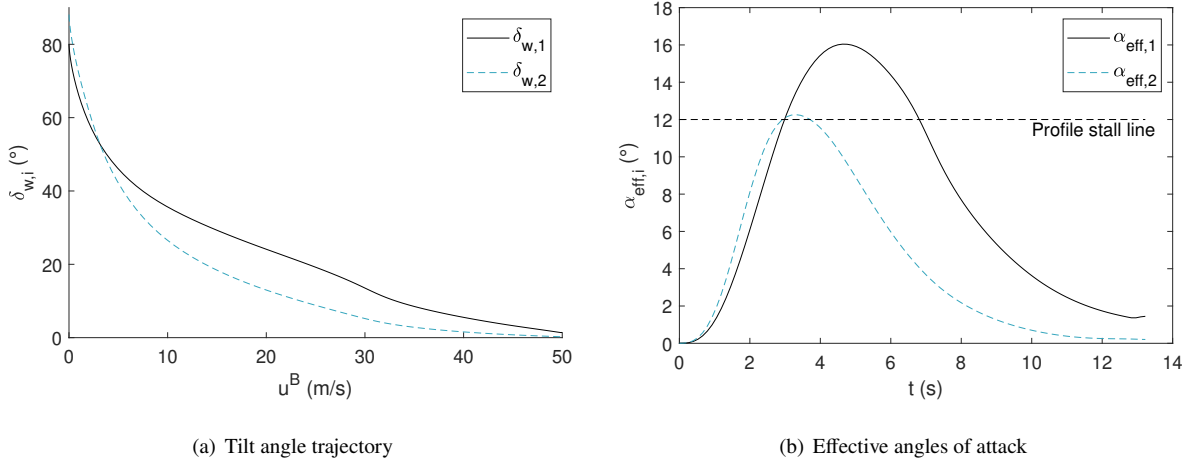 80
60
40
20
0
δw,i (°)
0 10 20 30 40 50
u^B (m/s)
δw,1
δw,2
(a) Tilt angle trajectory
18
16
14
12
10
8
6
4
2
0
αeff,i (°)
0 2 4 6 8 10 12 14
t (s)
αeff,1
αeff,2
Profile stall line
(b) Effective angles of attack